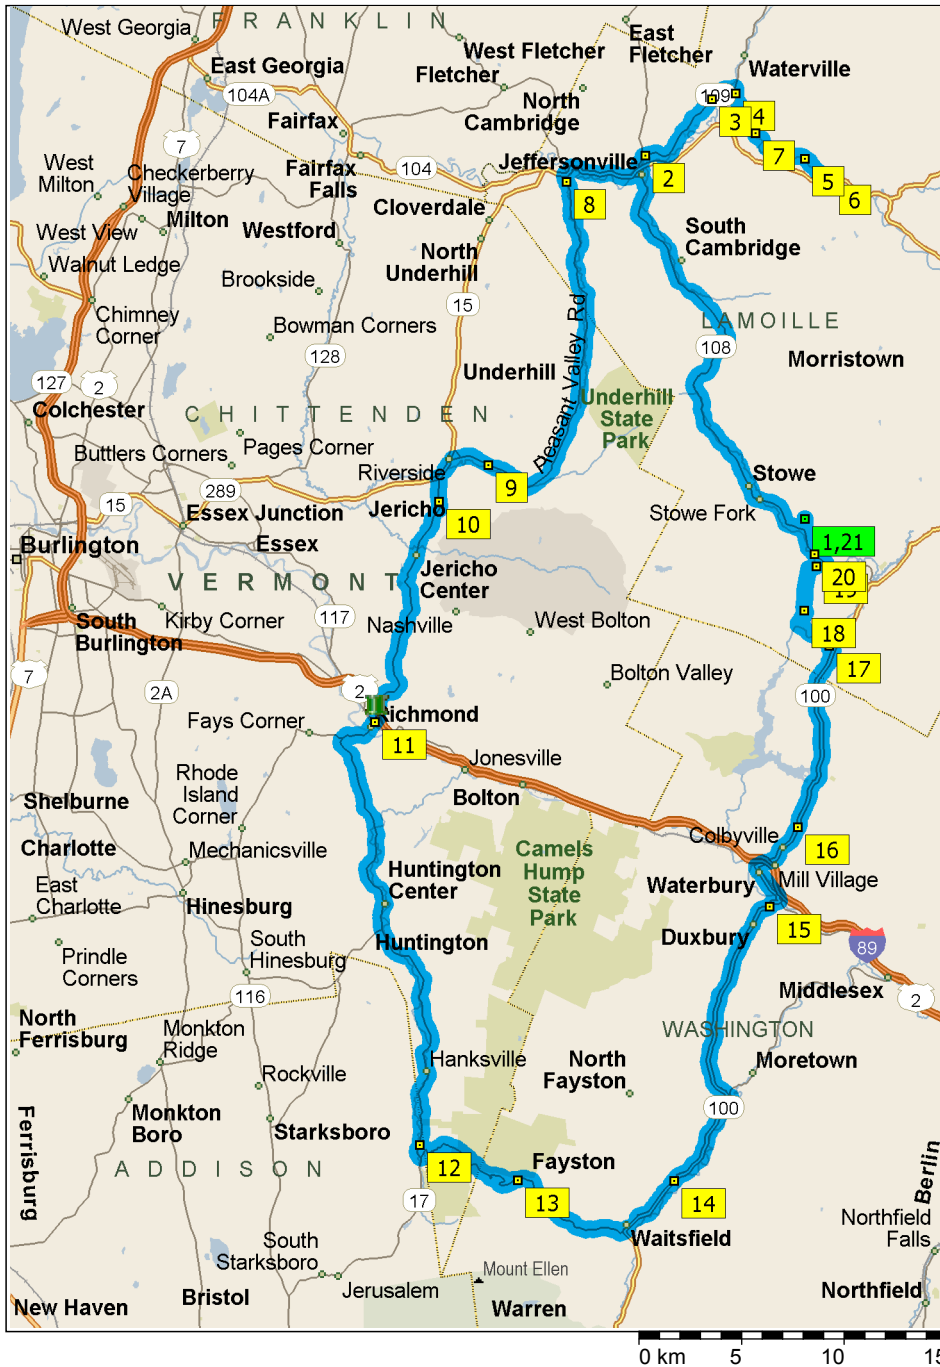 FRANKLIN
West Georgia
East
Fletcher
West Fletcher
East Georgia
Fletcher
Waterville
104A
109
North
Cambridge
Fairfax
3
4
7
Jeffersonville
West
Milton
Checkerberry
Village
Fairfax
Falls
104
7
2
5
6
8
Cloverdale
Milton
West View
Westford
South
Cambridge
North
Underhill
Walnut Ledge
Brookside
15
Chimney
Corner
Bowman Corners
LAMOILLE
Pleasant Valley Rd
128
108
Morristown
127
2
Underhill
Underhill
State
Park
Colchester
CHITTENDEN
Pages Corner
Buttlers Corners
Riverside
Stowe
289
9
15
Essex Junction
Jericho
10
Stowe Fork
Burlington
Essex
1,21
Jericho
Center
20
19
VERMONT
117
Kirby Corner
Nashville
West Bolton
South
Burlington
18
17
7
2A
2
Bolton Valley
100
Fays Corner
Richmond
11
Jonesville
Rhode
Island
Corner
Bolton
Shelburne
Colbyville
16
Charlotte
Mechanicsville
Camels
Hump
State
Park
Huntington
Center
Mill Village
Waterbury
East
Charlotte
Hinesburg
15
Huntington
Duxbury
South
Hinesburg
89
Prindle
Corners
Middlesex
116
2
North
Ferrisburg
Monkton
Ridge
WASHINGTON
Hanksville
North
Fayston
Moretown
Rockville
Monkton
Boro
100
Ferrisburg
Starksboro
Berlin
ADDISON
12
Fayston
13
14
17
Northfield
Falls
Waitsfield
South
Starksboro
Mount Ellen
Jerusalem
Northfield
New Haven
Bristol
Warren
0 km
5
10
15